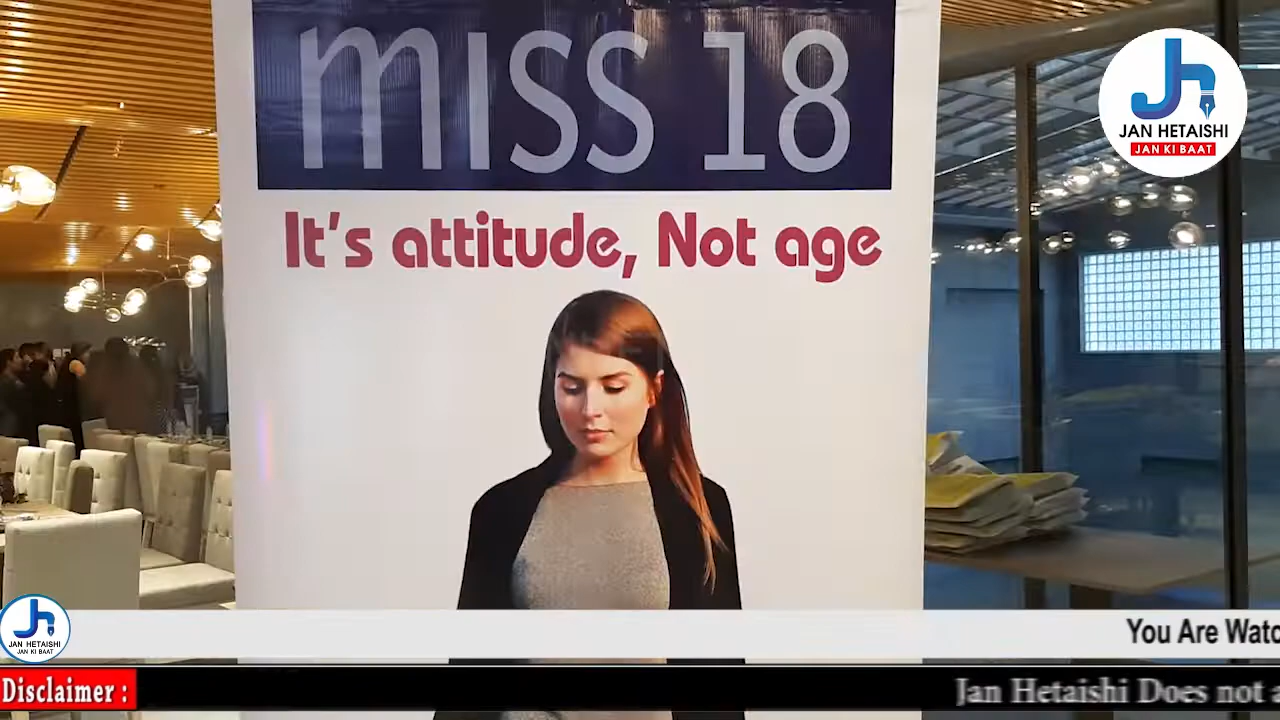 mISS 18
It's attitude, Not age
JAN HETAISHI
JAN KI BAAT
You Are Watc
JAN HETAISHI
JAN KI BAAT
Disclaimer :
Jan Hetaishi Does not a